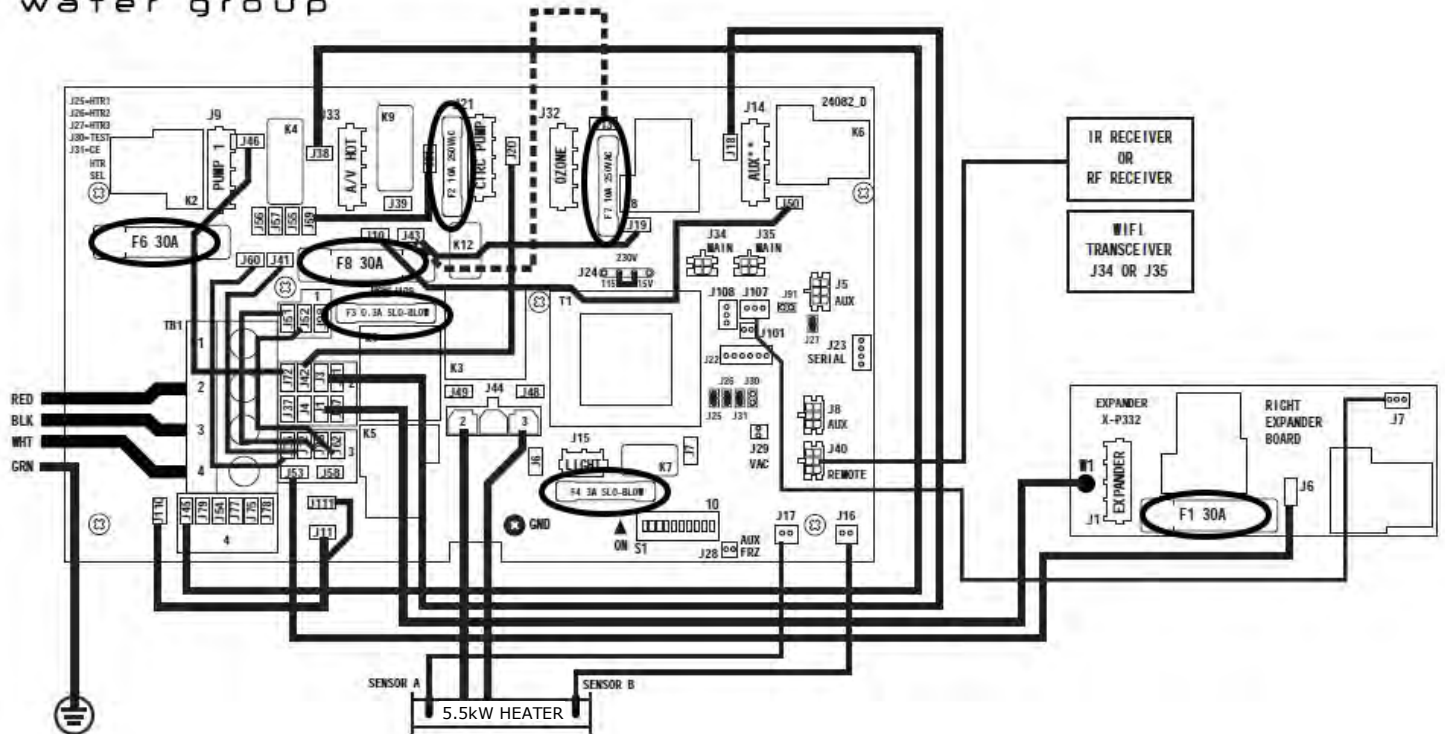 water group
J25=HTR1
J26=HTR2
J27=HTR3
J30=TEST
J31=CE
HTR
SEL
J9
PUMP 1
K2
J46
K4
J38
J33
A/V HOT
K9
J39
J21
F2 10A 250VAC
CIRC PUMP
J20
J32
OZONE
F7 10A 250VAC
J19
J18
J14
AUX**
24082_D
K6
J50
IR RECEIVER
OR
RF RECEIVER
WIFI
TRANSCEIVER
J34 OR J35
F6 30A
J56
J57
J55
J59
J10
J43
K12
J60
J41
F8 30A
F3 0.3A SLO-BLOW
J24
230V
T1
J34
MAIN
J35
MAIN
J108
J107
J91
J5
AUX
J101
J27
J22
J23
SERIAL
TB1
1
2
3
4
J51
J52
1
K3
J72
J42
J3
2
J37
J4
J1
J62
3
K5
J53
J58
J49
J44
J48
2
3
J26
J30
J25
J31
J8
AUX
J29
VAC
J40
REMOTE
J15
LIGHT
J6
K7
J7
F4 3A SLO-BLOW
RED
BLK
WHT
GRN
J110
J45
J79
J54
J77
J75
J78
4
J111
J11
GND
ON
S1
10
J28
AUX
FRZ
J17
J16
EXPANDER
X-P332
RIGHT
EXPANDER
BOARD
J7
W1
EXPANDER
J1
F1 30A
J6
SENSOR A
SENSOR B
5.5kW HEATER